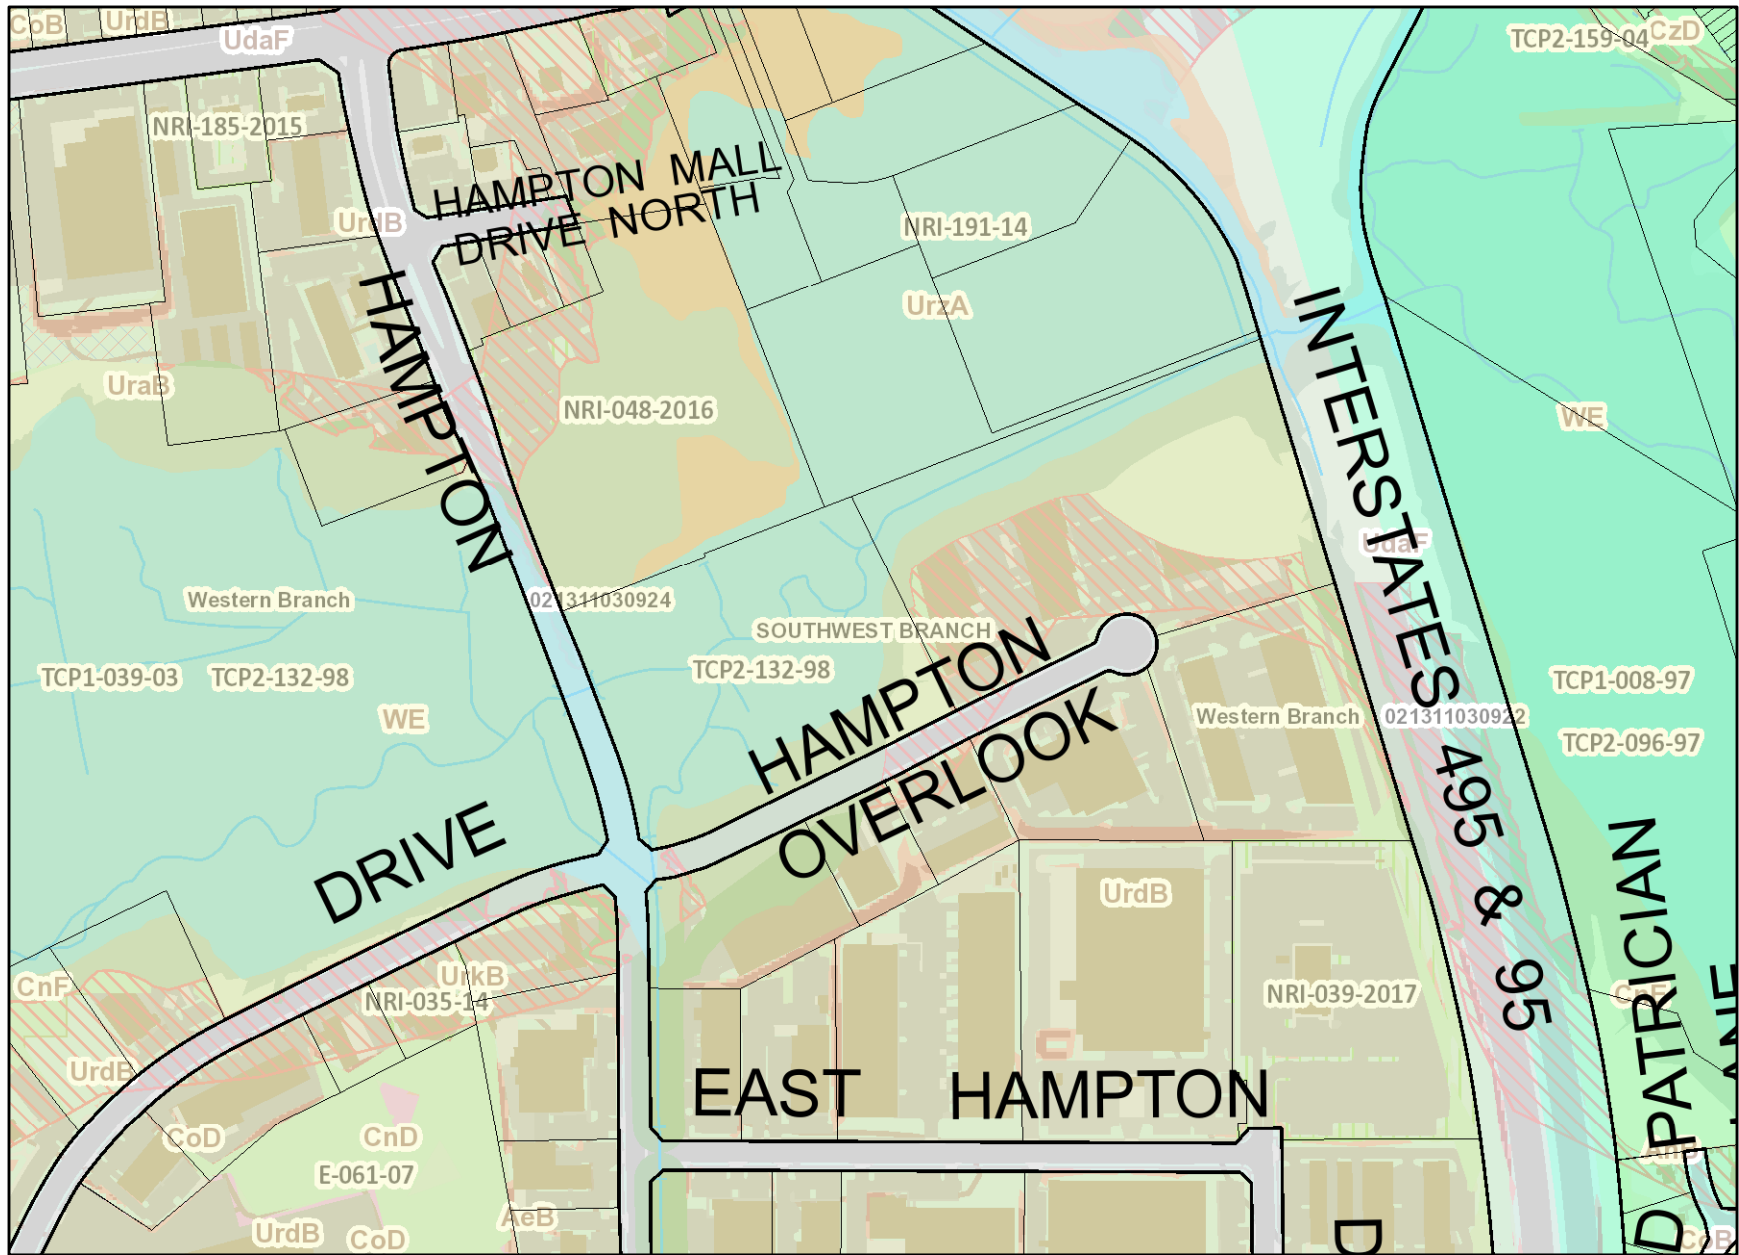 CoB
UrdB
UdaF
TCP2-159-04
CzD
NRI-185-2015
HAMPTON MALL
DRIVE NORTH
UrdB
NRI-191-14
UrzA
UraB
NRI-048-2016
WE
HAMPTON
DRIVE
INTERSTATES 495 & 95
UdaF
Western Branch
021311030924
SOUTHWEST BRANCH
TCP1-039-03
TCP2-132-98
TCP2-132-98
WE
HAMPTON
OVERLOOK
Western Branch
021311030922
TCP1-008-97
TCP2-096-97
UrdB
CnF
UrkB
NRI-035-14
NRI-039-2017
UrdB
EAST HAMPTON
D
PATRICIAN
LANE
CoD
CnD
E-061-07
UrdB
CoD
AeB
D
CoB